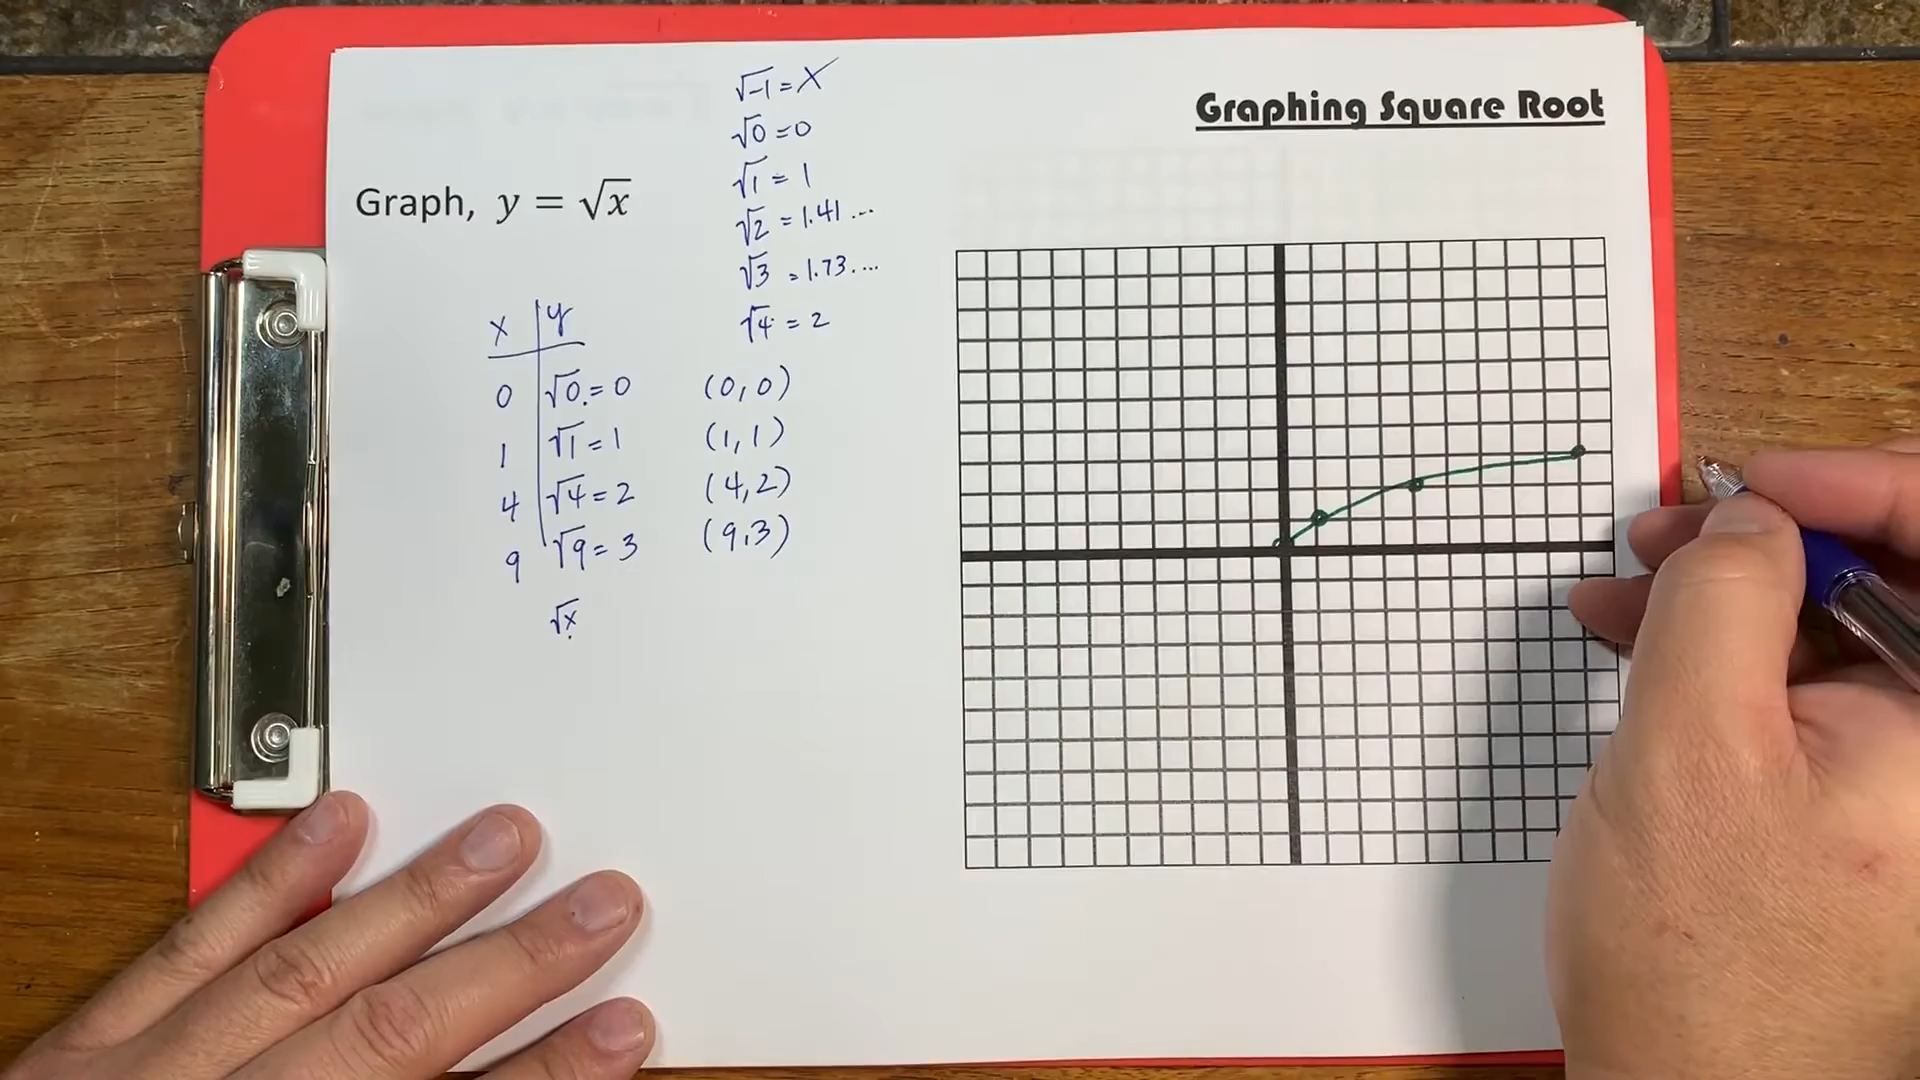 Graphing Square Root
Graph, y = √x
√-1 = X
√0 = 0
√1 = 1
√2 = 1.41 ...
√3 = 1.73. ...
√4 = 2
x | y
0 | √0 = 0 (0, 0)
1 | √1 = 1 (1, 1)
4 | √4 = 2 (4, 2)
9 | √9 = 3 (9, 3)
√x